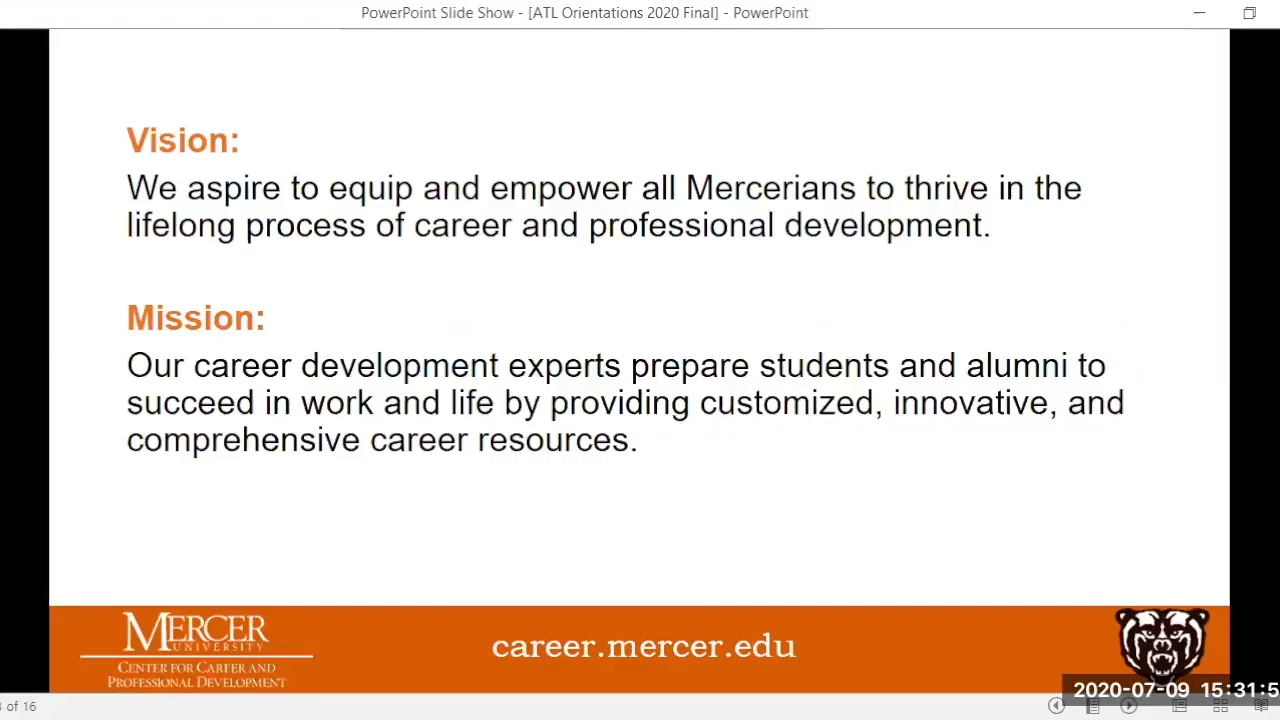 PowerPoint Slide Show - [ATL Orientations 2020 Final] - PowerPoint
Vision:
We aspire to equip and empower all Mercerians to thrive in the
lifelong process of career and professional development.
Mission:
Our career development experts prepare students and alumni to
succeed in work and life by providing customized, innovative, and
comprehensive career resources.
MERCER
UNIVERSITY
CENTER FOR CAREER AND
PROFESSIONAL DEVELOPMENT
career.mercer.edu
2020-07-09 15:31:5
of 16